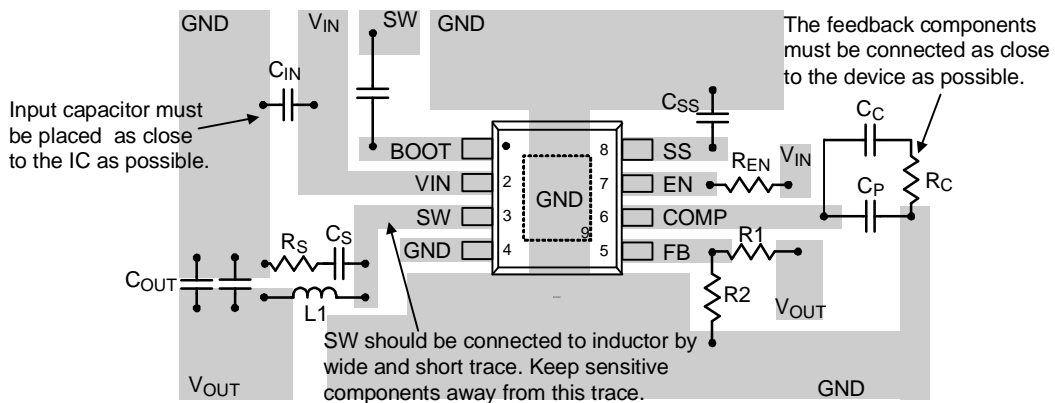 GND
VIN
SW
GND
The feedback components
must be connected as close
to the device as possible.
CIN
Input capacitor must
be placed as close
to the IC as possible.
CSS
CC
BOOT
8
SS
REN
VIN
RC
VIN
2
GND
7
EN
CP
SW
3
6
COMP
GND
4
9
5
FB
R1
RS
CS
COUT
L1
R2
VOUT
SW should be connected to inductor by
wide and short trace. Keep sensitive
components away from this trace.
VOUT
GND